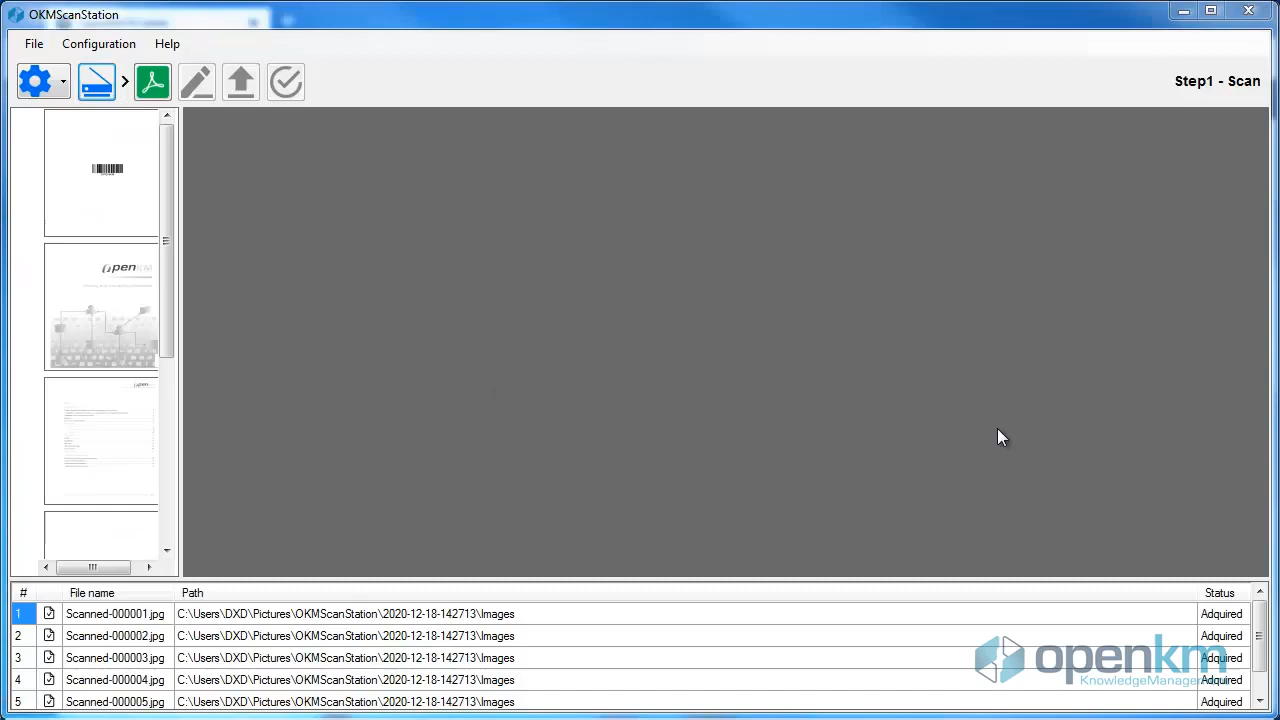 OKMScanStation
File Configuration Help
Step1 - Scan
OpenKM
# File name Path Status
1 Scanned-000001.jpg C:\Users\DXD\Pictures\OKMScanStation\2020-12-18-142713\Images Adquired
2 Scanned-000002.jpg C:\Users\DXD\Pictures\OKMScanStation\2020-12-18-142713\Images Adquired
3 Scanned-000003.jpg C:\Users\DXD\Pictures\OKMScanStation\2020-12-18-142713\Images Adquired
4 Scanned-000004.jpg C:\Users\DXD\Pictures\OKMScanStation\2020-12-18-142713\Images Adquired
5 Scanned-000005.jpg C:\Users\DXD\Pictures\OKMScanStation\2020-12-18-142713\Images Adquired
openkm